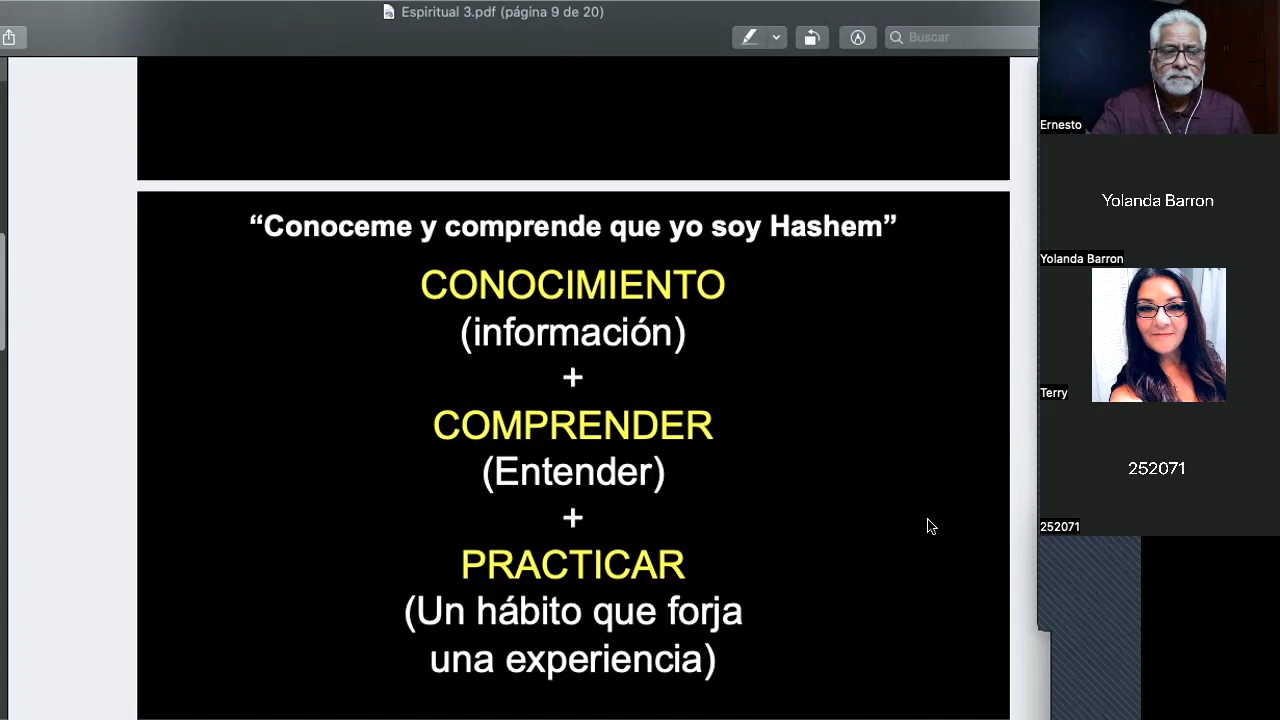 Espiritual 3.pdf (página 9 de 20)
Buscar
“Conoceme y comprende que yo soy Hashem”
CONOCIMIENTO
(información)
+
COMPRENDER
(Entender)
+
PRACTICAR
(Un hábito que forja
una experiencia)
Ernesto
Yolanda Barron
Yolanda Barron
Terry
252071
252071